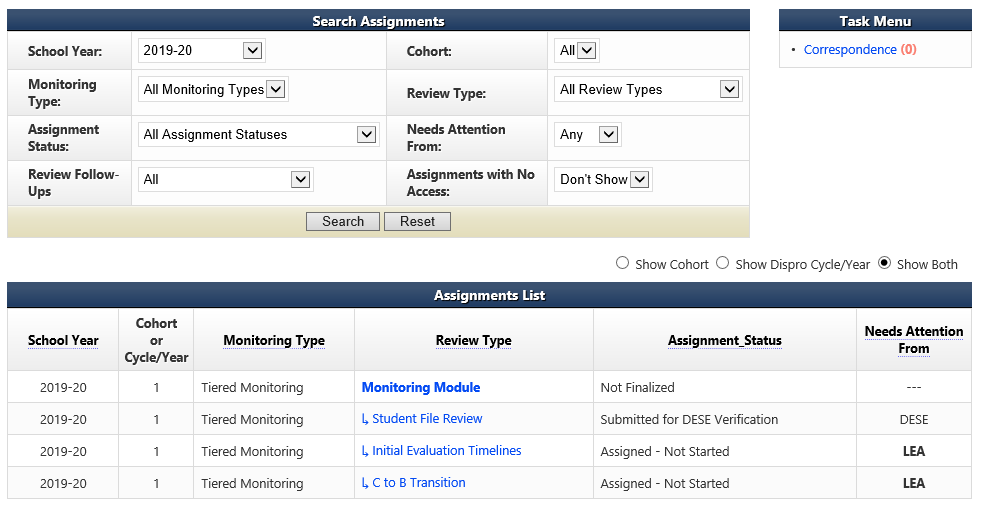 Search Assignments
Task Menu
School Year: 2019-20 Cohort: All
• Correspondence (0)
Monitoring
Type: All Monitoring Types Review Type: All Review Types
Assignment
Status: All Assignment Statuses Needs Attention
From: Any
Review Follow-
Ups All Assignments with No
Access: Don't Show
Search Reset
Show Cohort Show Dispro Cycle/Year Show Both
Assignments List
School Year Cohort
or
Cycle/Year Monitoring Type Review Type Assignment_Status Needs Attention
From
2019-20 1 Tiered Monitoring Monitoring Module Not Finalized ---
2019-20 1 Tiered Monitoring ↳ Student File Review Submitted for DESE Verification DESE
2019-20 1 Tiered Monitoring ↳ Initial Evaluation Timelines Assigned - Not Started LEA
2019-20 1 Tiered Monitoring ↳ C to B Transition Assigned - Not Started LEA